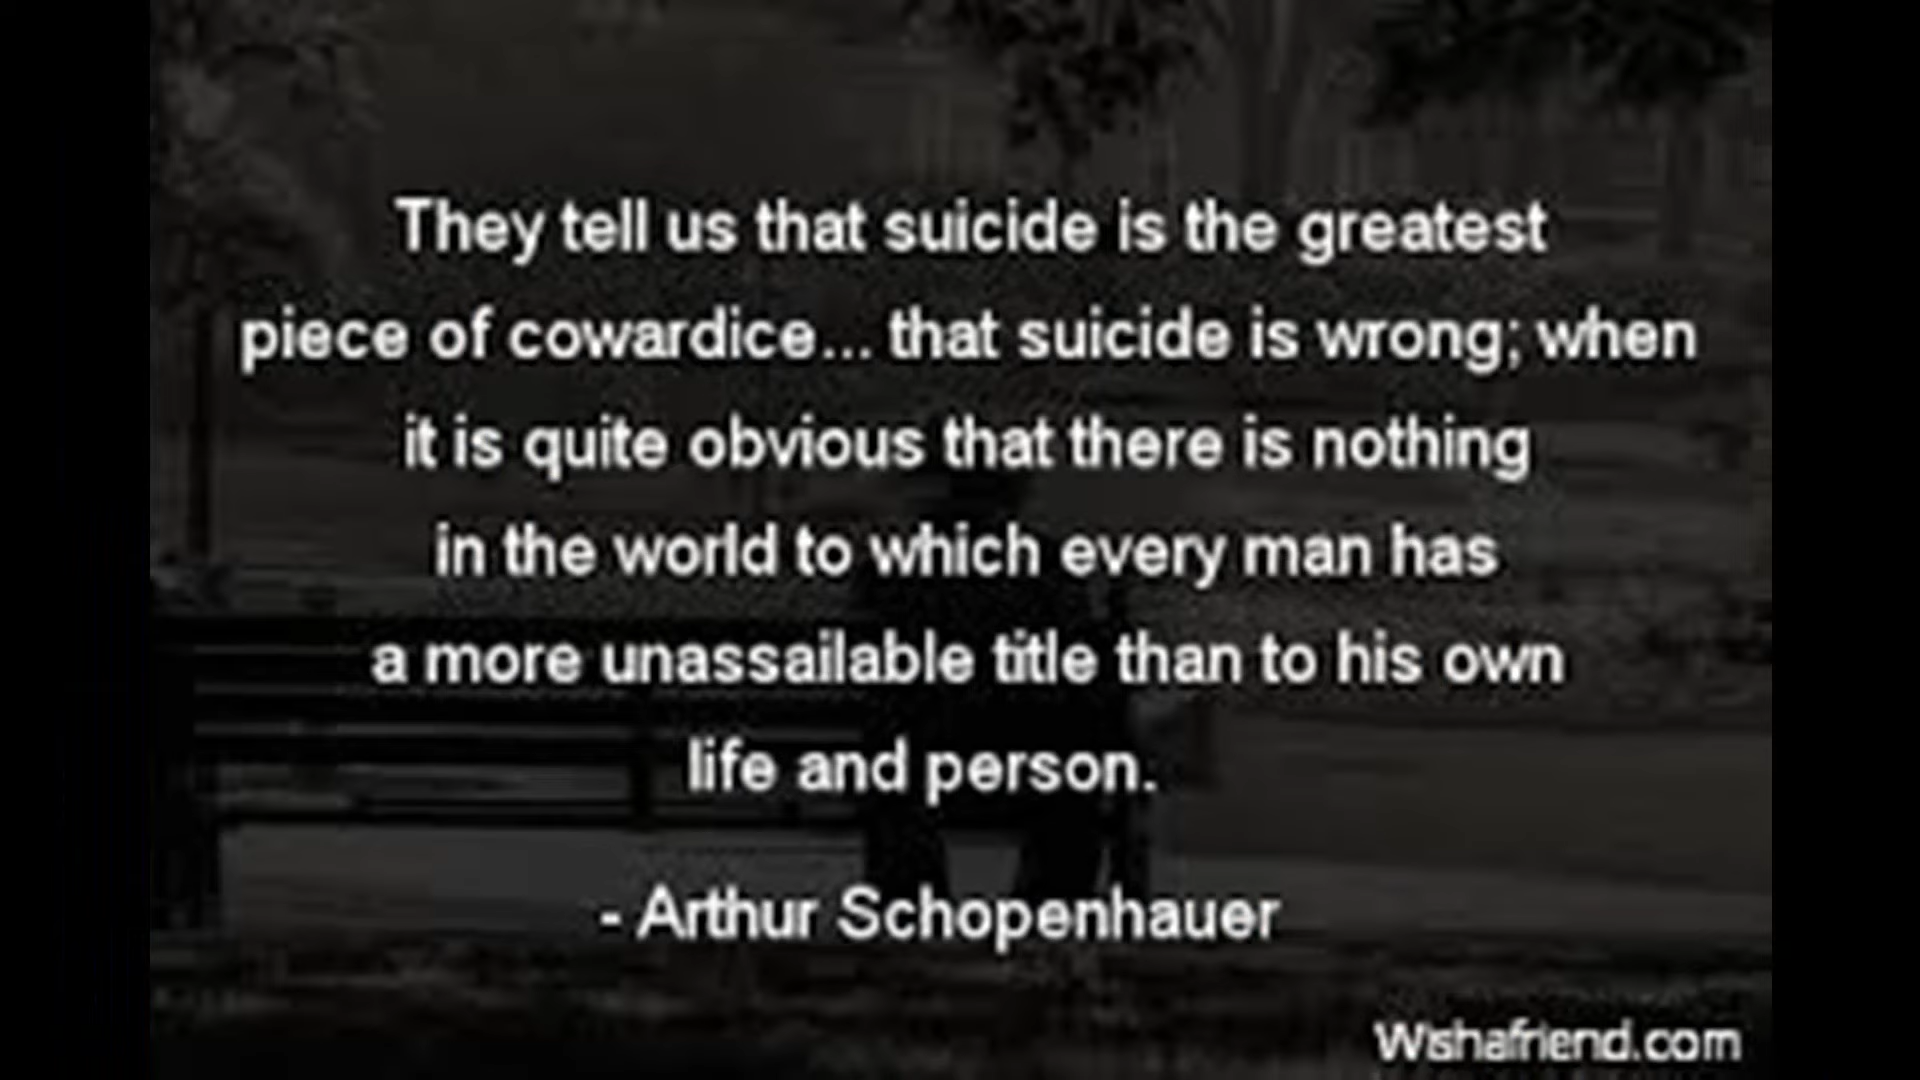 They tell us that suicide is the greatest
piece of cowardice... that suicide is wrong; when
it is quite obvious that there is nothing
in the world to which every man has
a more unassailable title than to his own
life and person.
- Arthur Schopenhauer
Wishafriend.com